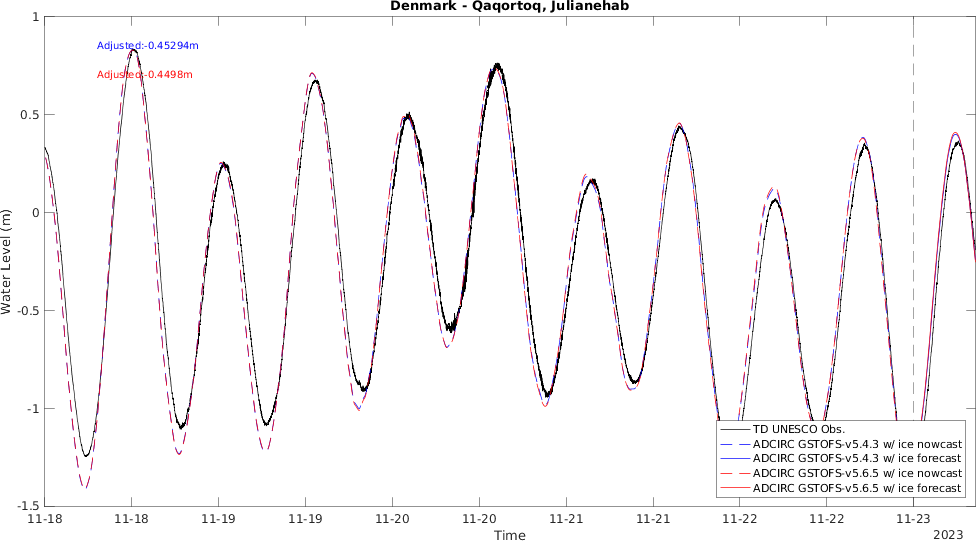 Denmark - Qaqortoq, Julianehab
Adjusted:-0.45294m
Adjusted:-0.4498m
Water Level (m)
1
0.5
0
-0.5
-1
-1.5
TD UNESCO Obs.
ADCIRC GSTOFS-v5.4.3 w/ ice nowcast
ADCIRC GSTOFS-v5.4.3 w/ ice forecast
ADCIRC GSTOFS-v5.6.5 w/ ice nowcast
ADCIRC GSTOFS-v5.6.5 w/ ice forecast
11-18 11-18 11-19 11-19 11-20 11-20 11-21 11-21 11-22 11-22 11-23
Time
2023